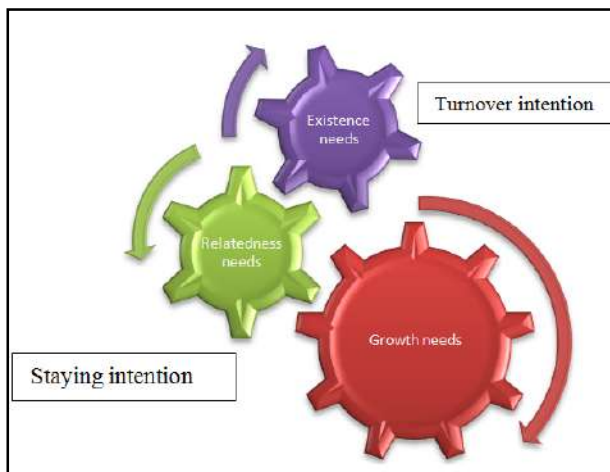 Existence
needs
Turnover intention
Relatedness
needs
Growth needs
Staying intention